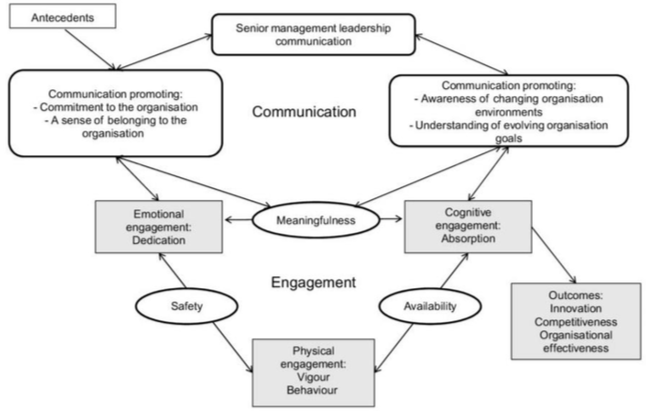 Antecedents
Senior management leadership
communication
Communication promoting:
- Commitment to the organisation
- A sense of belonging to the
organisation
Communication
Communication promoting:
- Awareness of changing organisation
environments
- Understanding of evolving organisation
goals
Emotional
engagement:
Dedication
Meaningfulness
Cognitive
engagement:
Absorption
Engagement
Safety
Availability
Outcomes:
Innovation
Competitiveness
Organisational
effectiveness
Physical
engagement:
Vigour
Behaviour